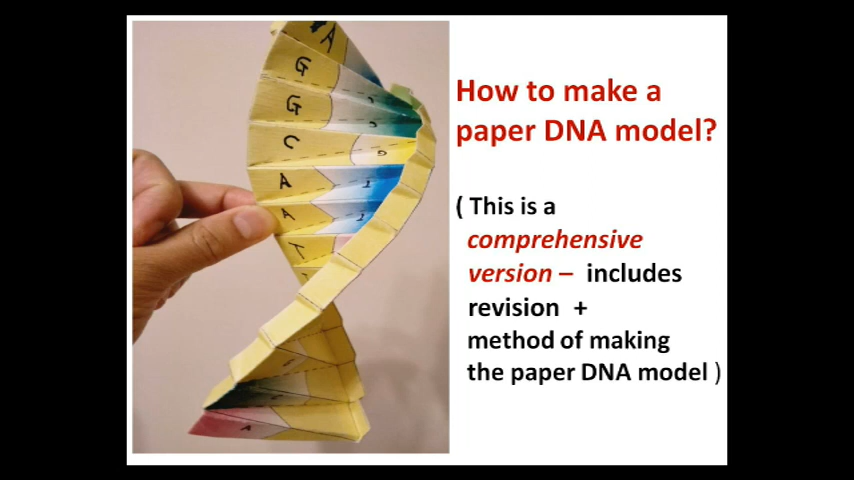 A
G
G
C
A
A
T
How to make a
paper DNA model?
( This is a
comprehensive
version – includes
revision +
method of making
the paper DNA model )